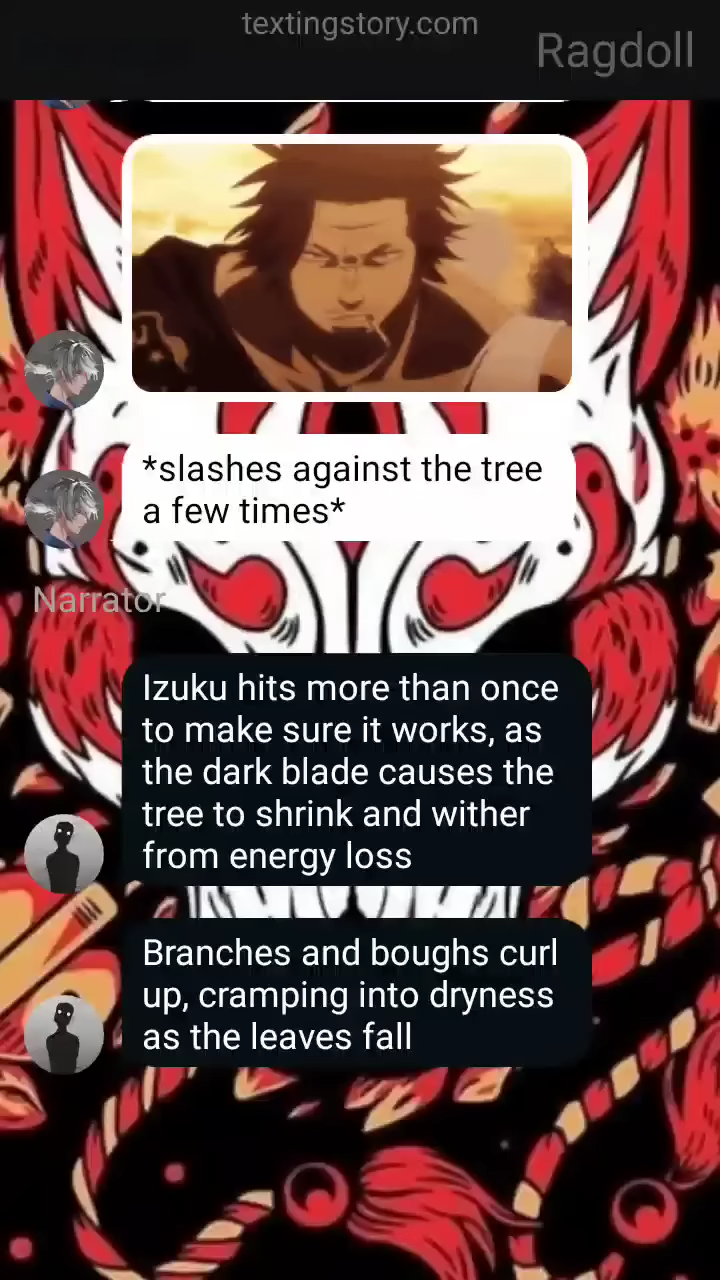 textingstory.com
Ragdoll
*slashes against the tree
a few times*
Narrator
Izuku hits more than once
to make sure it works, as
the dark blade causes the
tree to shrink and wither
from energy loss
Branches and boughs curl
up, cramping into dryness
as the leaves fall